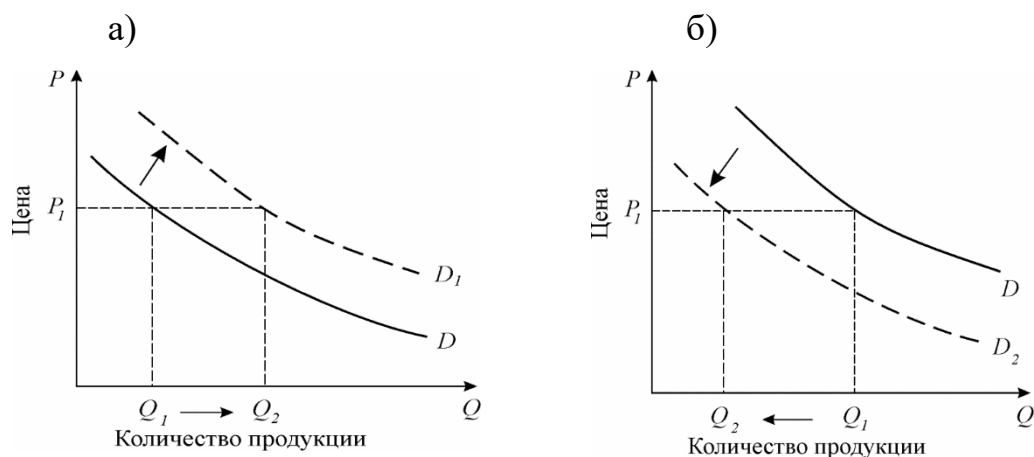 а)
P
Цена
P₁
D₁
D
Q₁
Q₂
Q
Количество продукции
б)
P
Цена
P₁
D
D₂
Q₂
Q₁
Q
Количество продукции